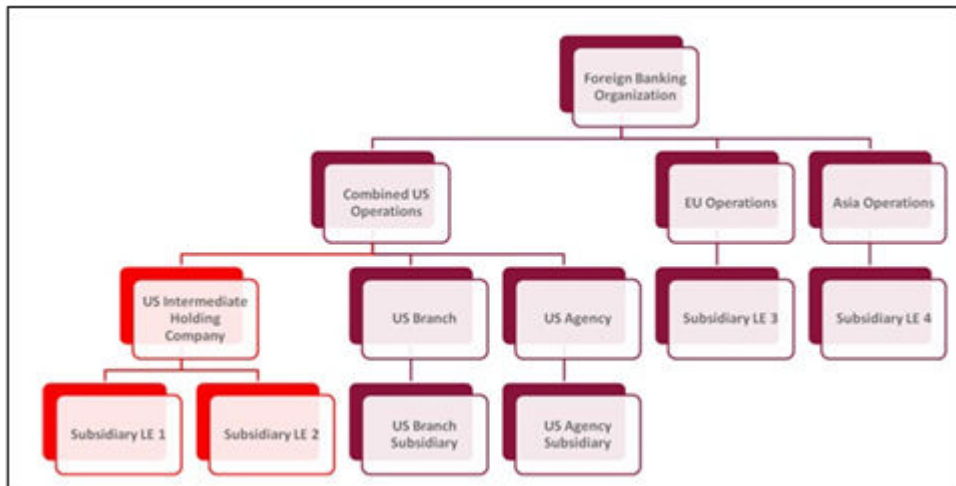 Foreign Banking
Organization
Combined US
Operations
EU Operations
Asia Operations
US Intermediate
Holding
Company
US Branch
US Agency
Subsidiary LE 3
Subsidiary LE 4
Subsidiary LE 1
Subsidiary LE 2
US Branch
Subsidiary
US Agency
Subsidiary